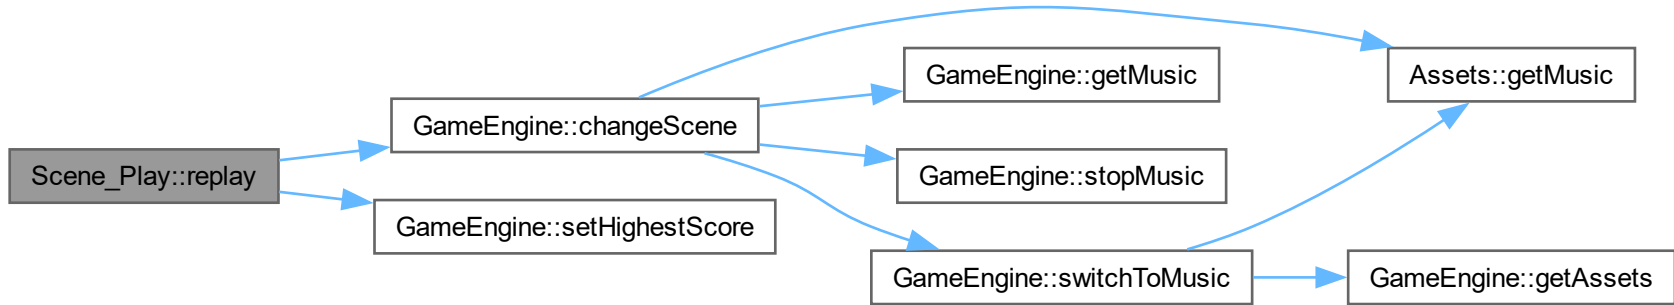 Scene_Play::replay
GameEngine::changeScene
GameEngine::setHighestScore
GameEngine::getMusic
GameEngine::stopMusic
GameEngine::switchToMusic
Assets::getMusic
GameEngine::getAssets